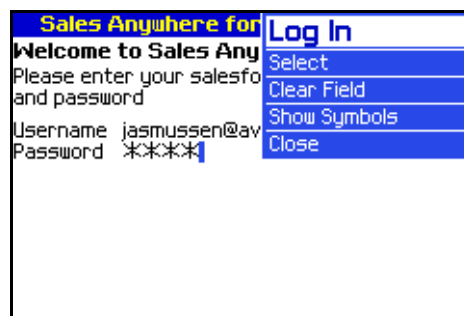 Sales Anywhere for
Welcome to Sales Any
Please enter your salesfo
and password
Username jasmussen@av
Password ****
Log In
Select
Clear Field
Show Symbols
Close